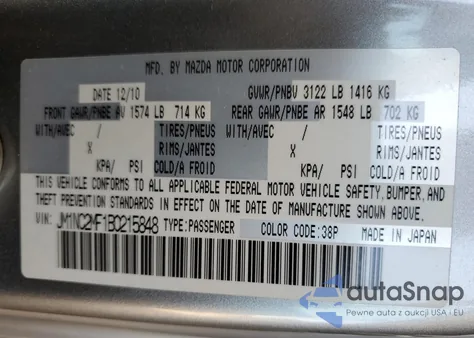 MFD. BY MAZDA MOTOR CORPORATION
DATE 12/10 GVWR/PNBV 3122 LB 1416 KG
FRONT GAWR/PNBE AV 1574 LB 714 KG REAR GAWR/PNBE AR 1548 LB 702 KG
WITH/AVEC / TIRES/PNEUS WITH/AVEC / TIRES/PNEUS
X RIMS/JANTES X RIMS/JANTES
KPA/ PSI COLD/A FROID KPA/ PSI COLD/A FROID
THIS VEHICLE CONFORMS TO ALL APPLICABLE FEDERAL MOTOR VEHICLE SAFETY, BUMPER, AND
THEFT PREVENTION STANDARDS IN EFFECT ON THE DATE OF MANUFACTURE SHOWN ABOVE.
VIN: JM1NC2NF1B0215848 TYPE:PASSENGER COLOR CODE:38P MADE IN JAPAN
autoSnap
Pewne auta z aukcji USA i EU